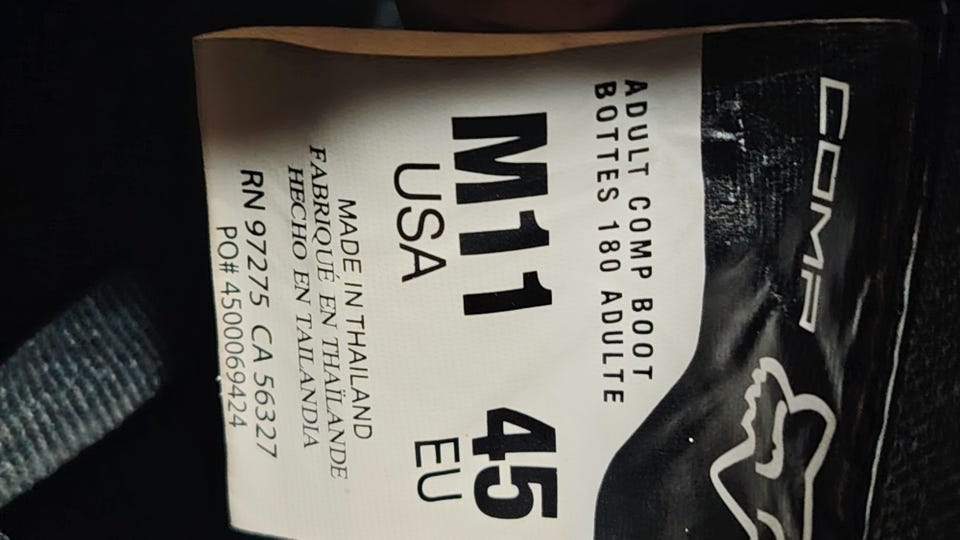 COMP
ADULT COMP BOOT
BOTTES 180 ADULTE
M11 45
USA EU
MADE IN THAILAND
FABRIQUÉ EN THAÏLANDE
HECHO EN TAILANDIA
RN 97275 CA 56327
PO# 4500069424